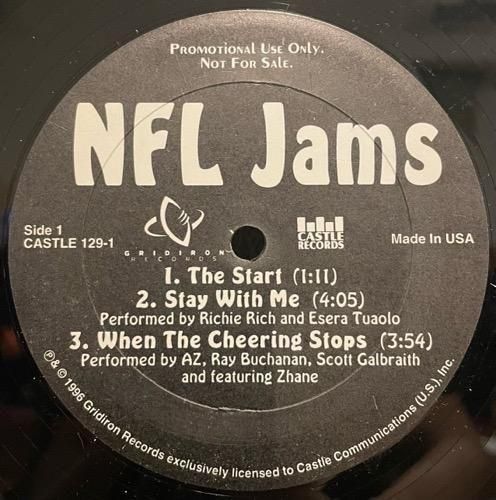 Promotional Use Only.
Not For Sale.
NFL Jams
Side 1
CASTLE 129-1
GRIDIRON
RECORDS
CASTLE
RECORDS
Made In USA
1. The Start (1:11)
2. Stay With Me (4:05)
Performed by Richie Rich and Esera Tuaolo
3. When The Cheering Stops (3:54)
Performed by AZ, Ray Buchanan, Scott Galbraith
and featuring Zhane
℗& © 1996 Gridiron Records exclusively licensed to Castle Communications (U.S.), Inc.